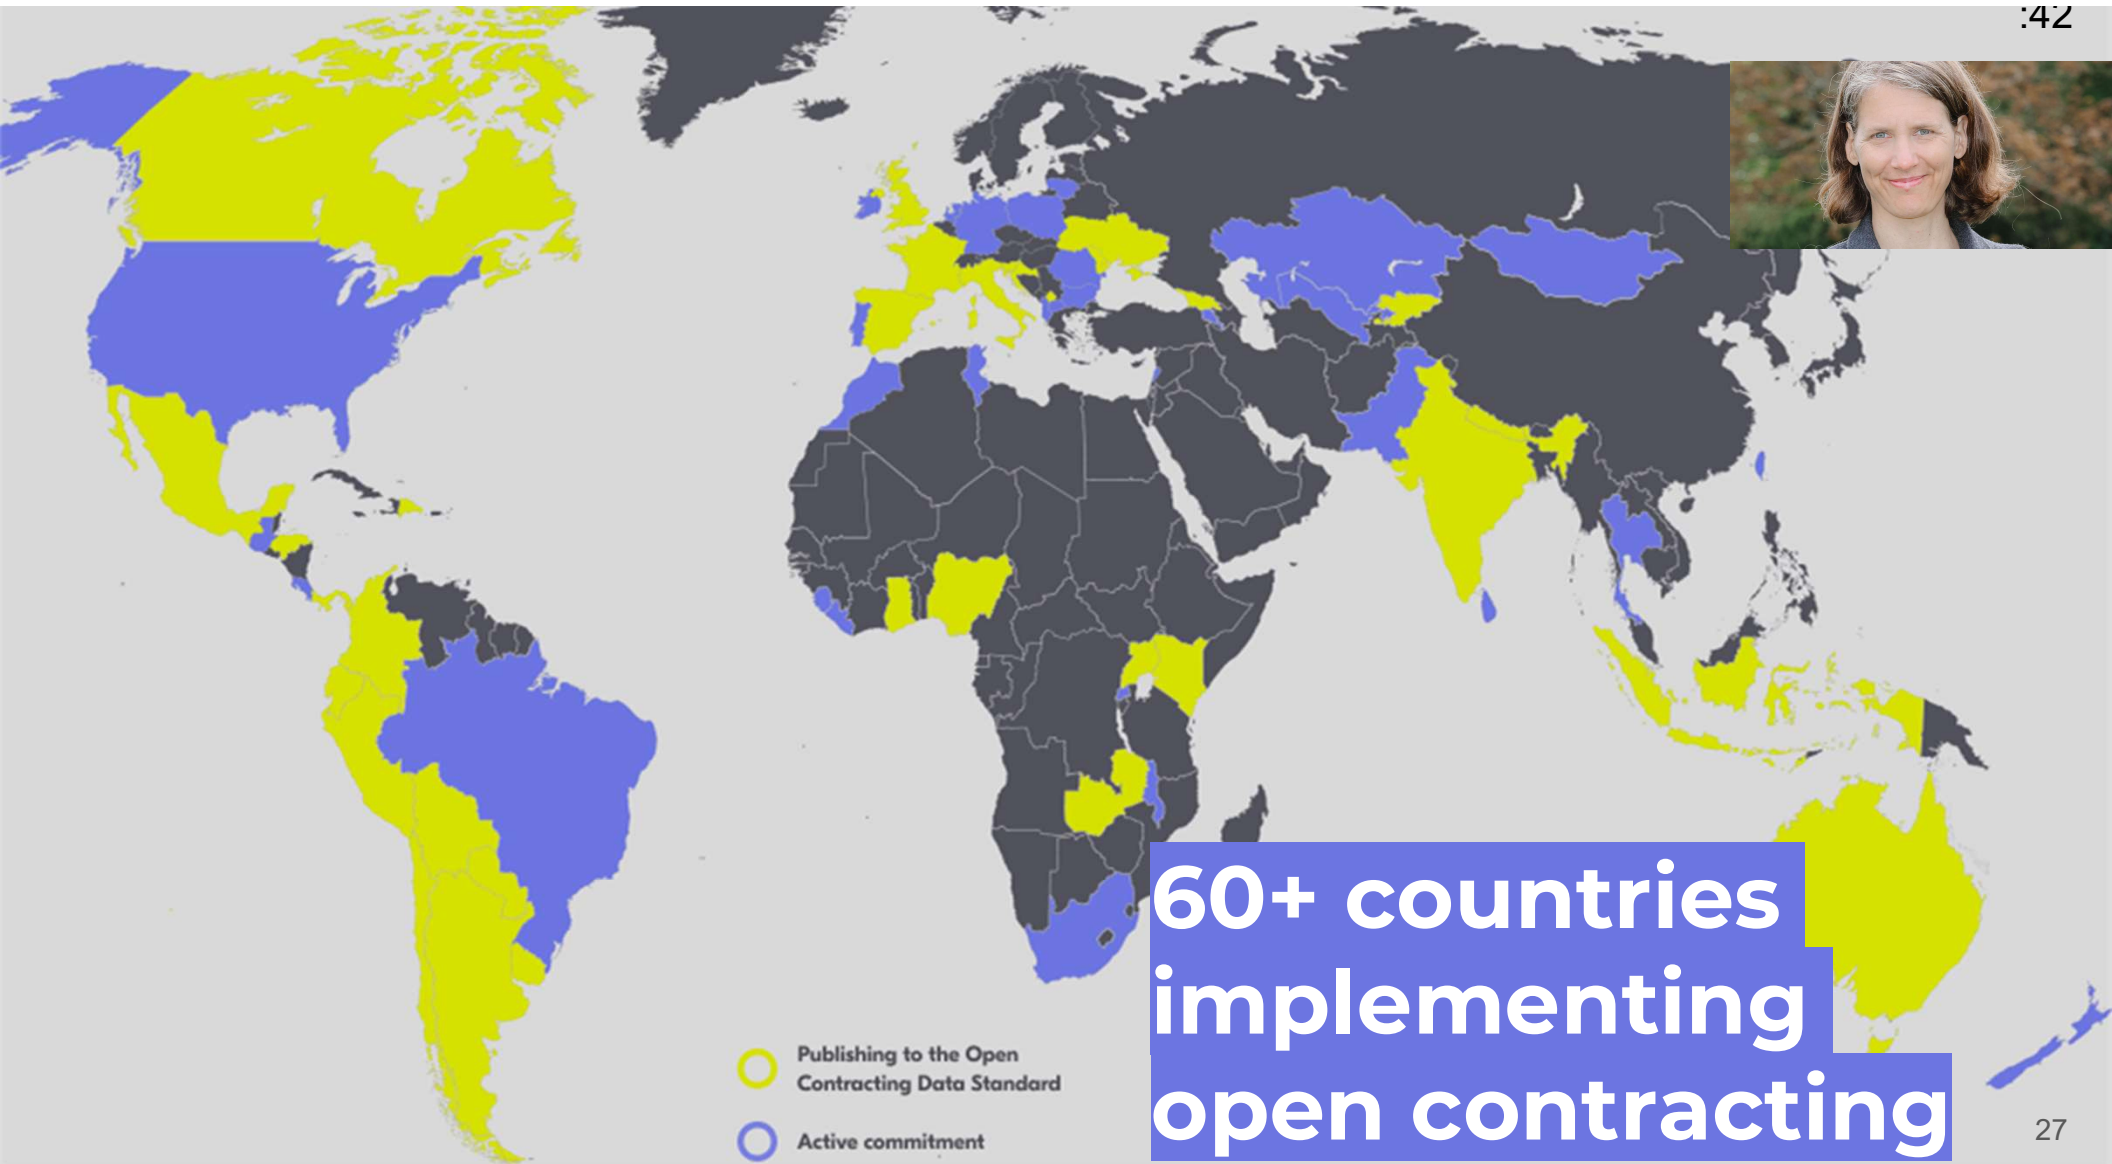 :42
60+ countries
implementing
open contracting
Publishing to the Open
Contracting Data Standard
Active commitment
27